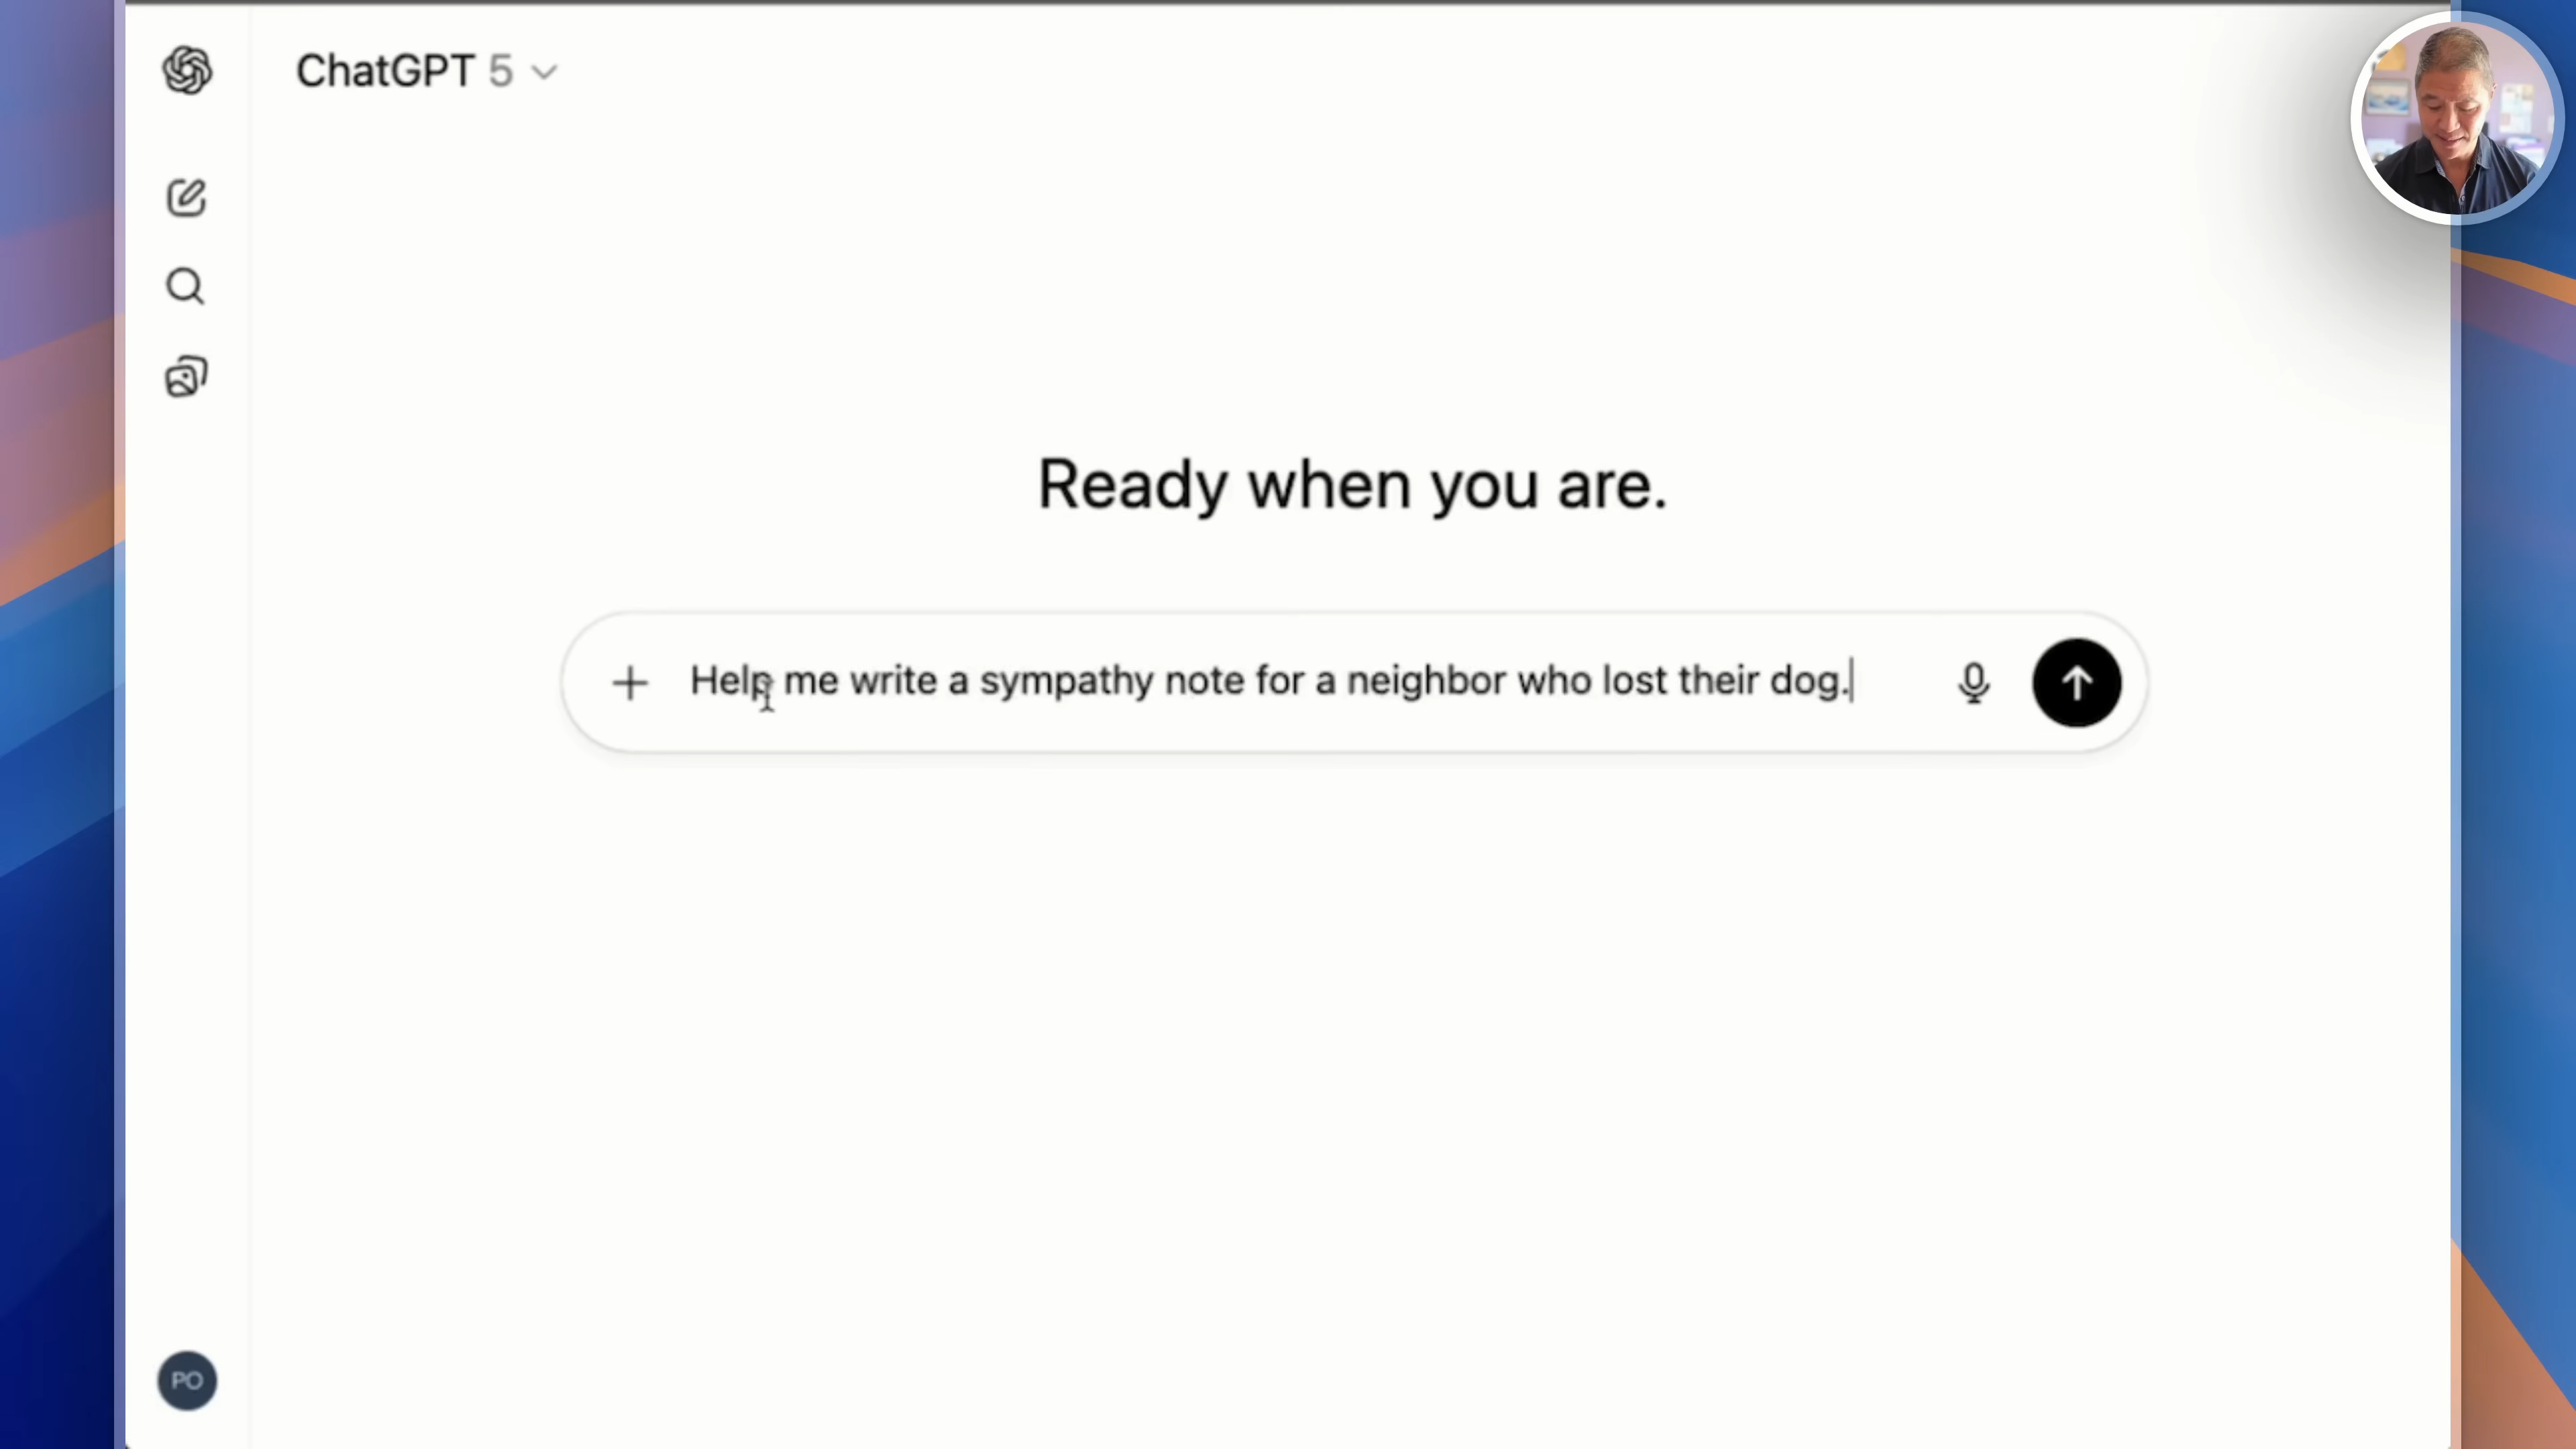 ChatGPT 5
Ready when you are.
Help me write a sympathy note for a neighbor who lost their dog.
PO